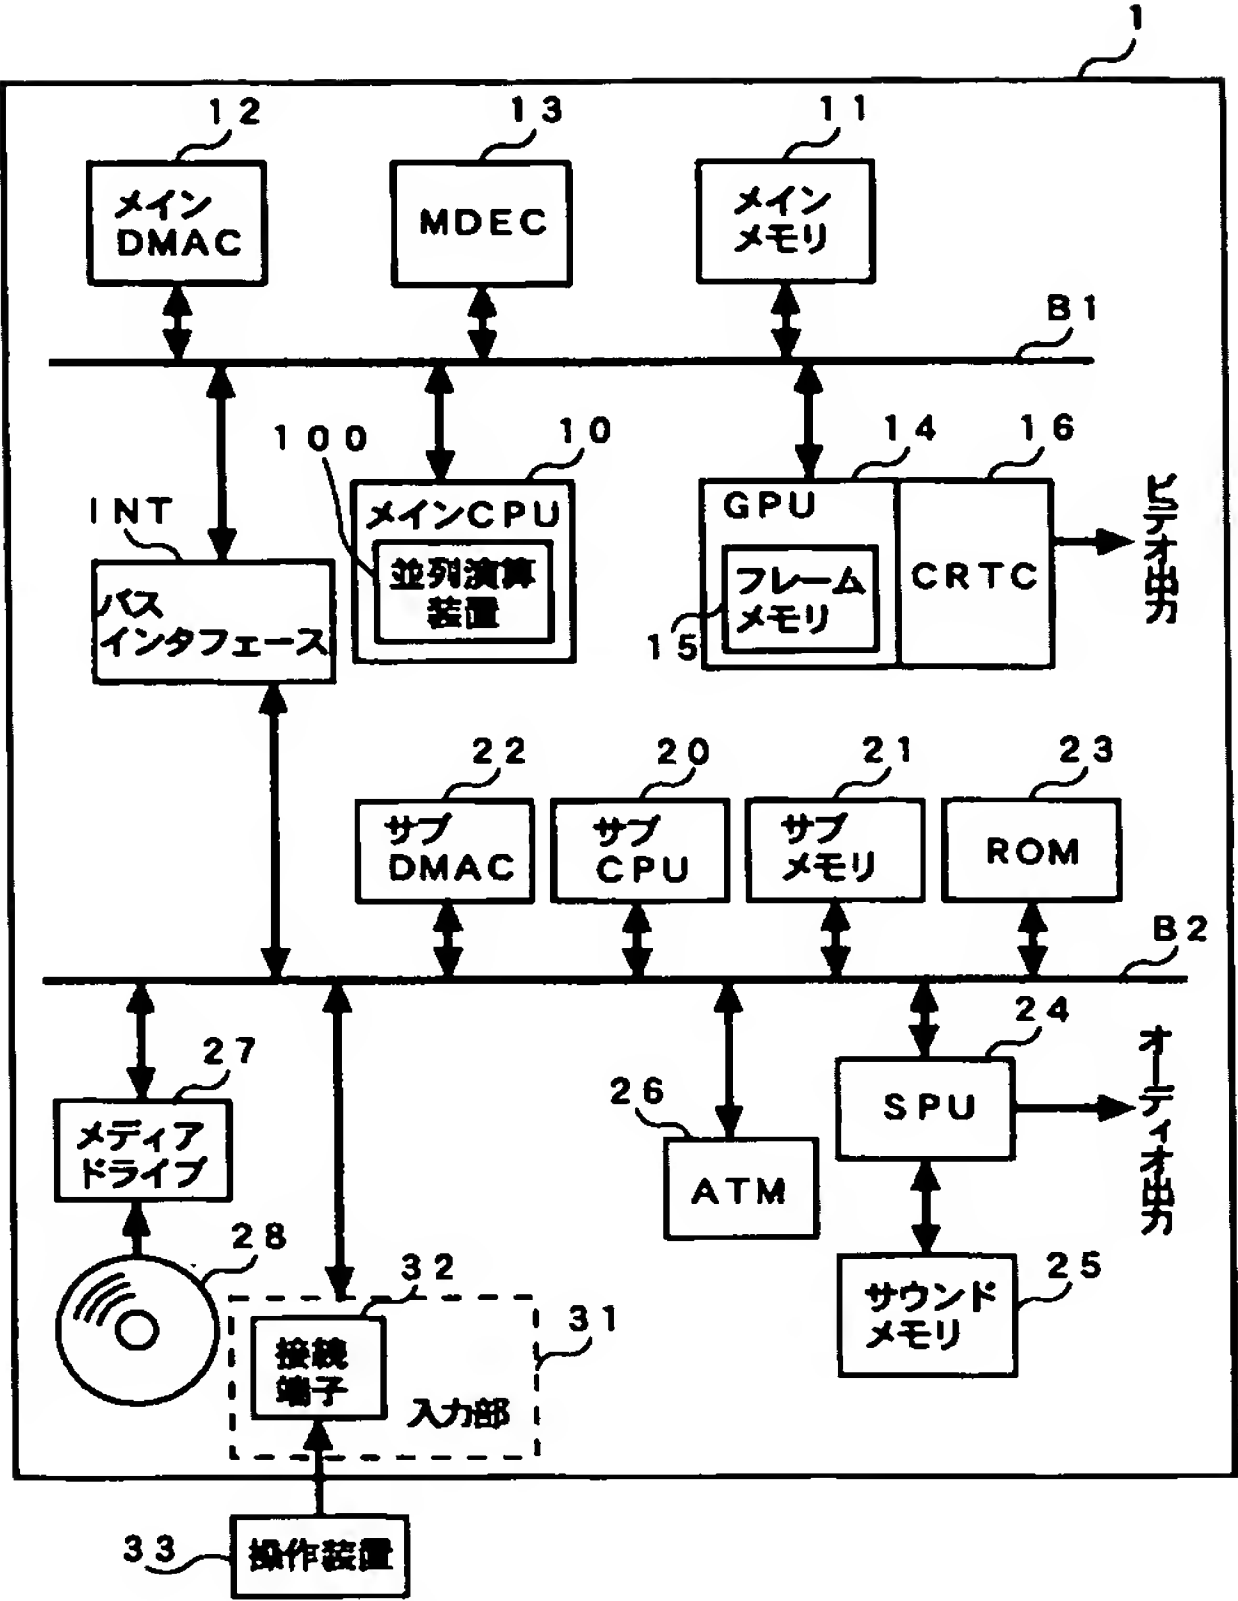 1
12
13
11
メイン
DMAC
MDEC
メイン
メモリ
B1
100
10
14
16
INT
メインCPU
並列演算
装置
GPU
フレーム
メモリ
15
CRTC
ビデオ出力
バス
インタフェース
22
20
21
23
サブ
DMAC
サブ
CPU
サブ
メモリ
ROM
B2
27
24
メディア
ドライブ
26
ATM
SPU
オーディオ出力
28
32
31
接続
端子
入力部
サウンド
メモリ
25
33
操作装置